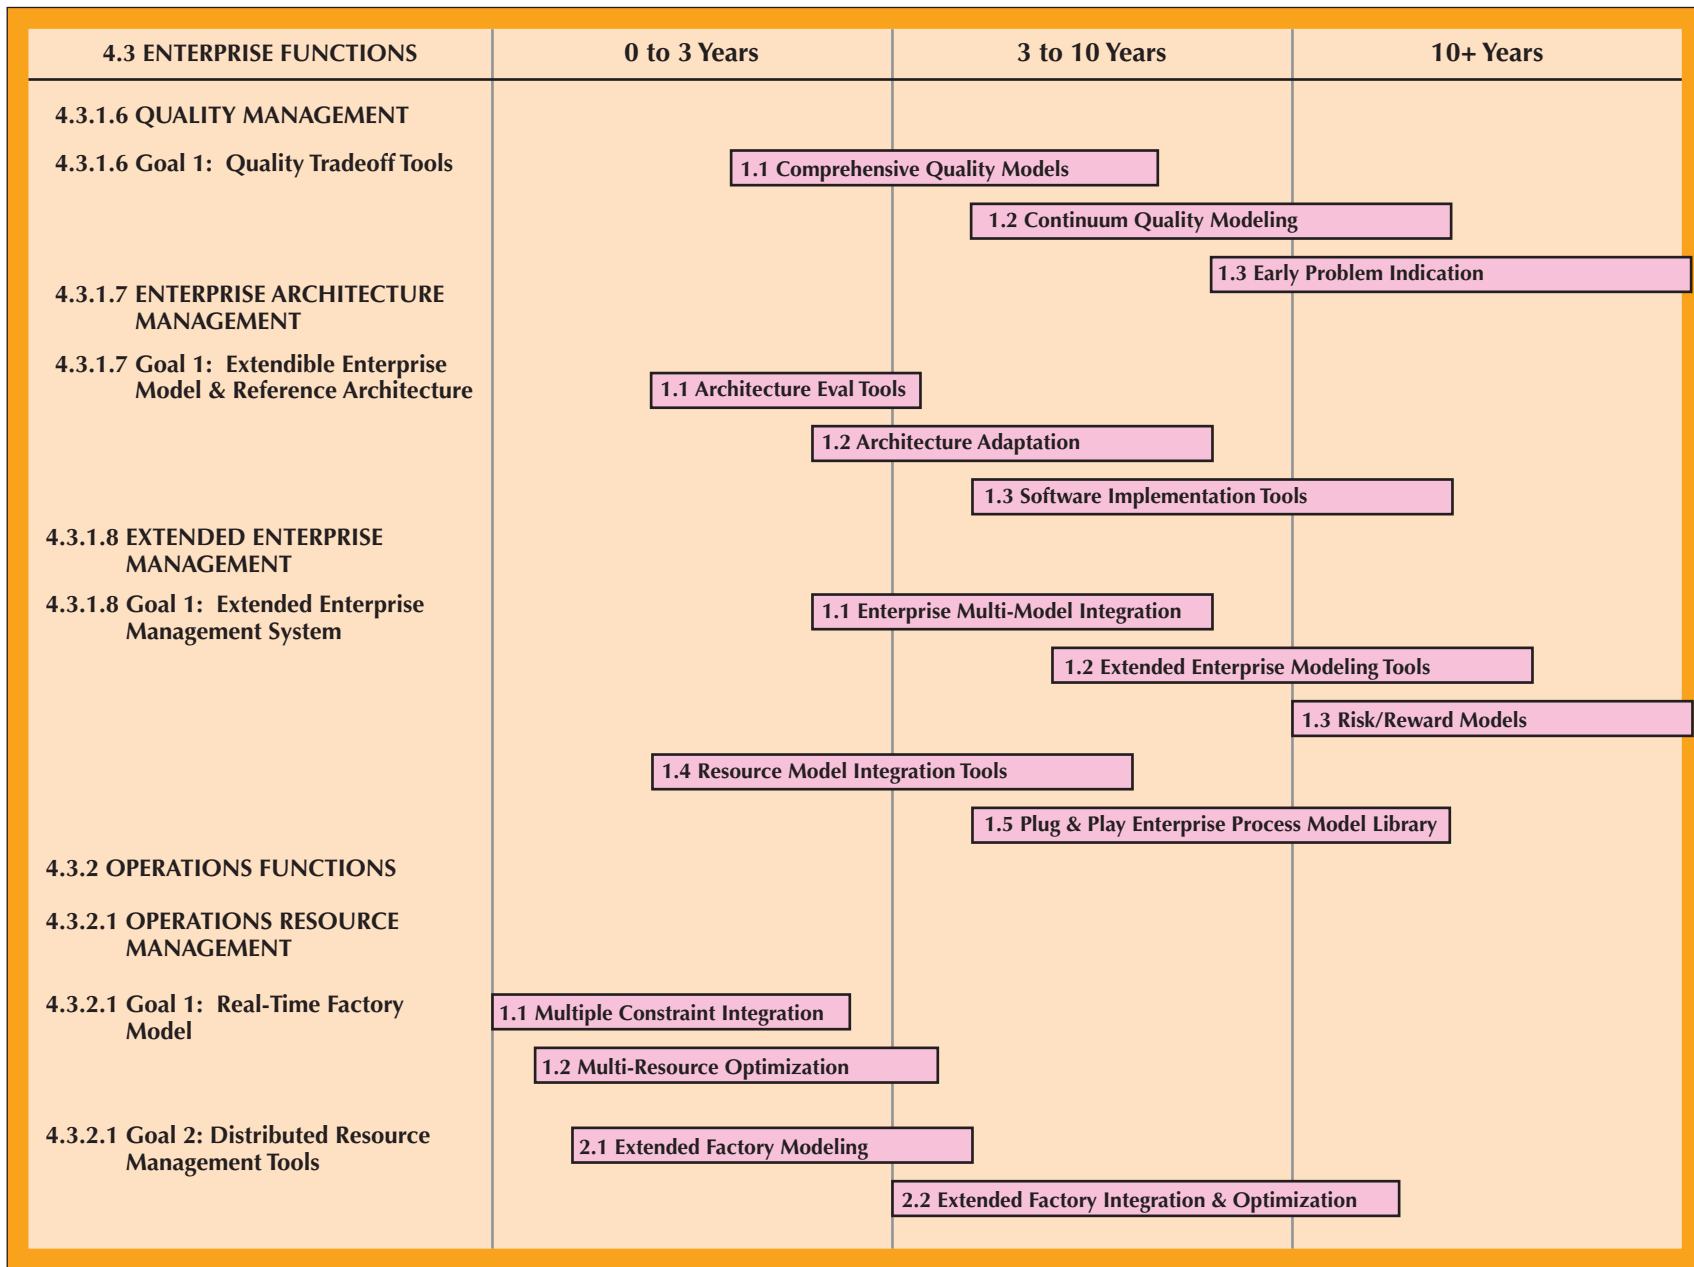 4.3 ENTERPRISE FUNCTIONS 0 to 3 Years 3 to 10 Years 10+ Years
4.3.1.6 QUALITY MANAGEMENT
4.3.1.6 Goal 1: Quality Tradeoff Tools
1.1 Comprehensive Quality Models
1.2 Continuum Quality Modeling
1.3 Early Problem Indication
4.3.1.7 ENTERPRISE ARCHITECTURE
MANAGEMENT
4.3.1.7 Goal 1: Extendible Enterprise
Model & Reference Architecture
1.1 Architecture Eval Tools
1.2 Architecture Adaptation
1.3 Software Implementation Tools
4.3.1.8 EXTENDED ENTERPRISE
MANAGEMENT
4.3.1.8 Goal 1: Extended Enterprise
Management System
1.1 Enterprise Multi-Model Integration
1.2 Extended Enterprise Modeling Tools
1.3 Risk/Reward Models
1.4 Resource Model Integration Tools
1.5 Plug & Play Enterprise Process Model Library
4.3.2 OPERATIONS FUNCTIONS
4.3.2.1 OPERATIONS RESOURCE
MANAGEMENT
4.3.2.1 Goal 1: Real-Time Factory
Model
1.1 Multiple Constraint Integration
1.2 Multi-Resource Optimization
4.3.2.1 Goal 2: Distributed Resource
Management Tools
2.1 Extended Factory Modeling
2.2 Extended Factory Integration & Optimization